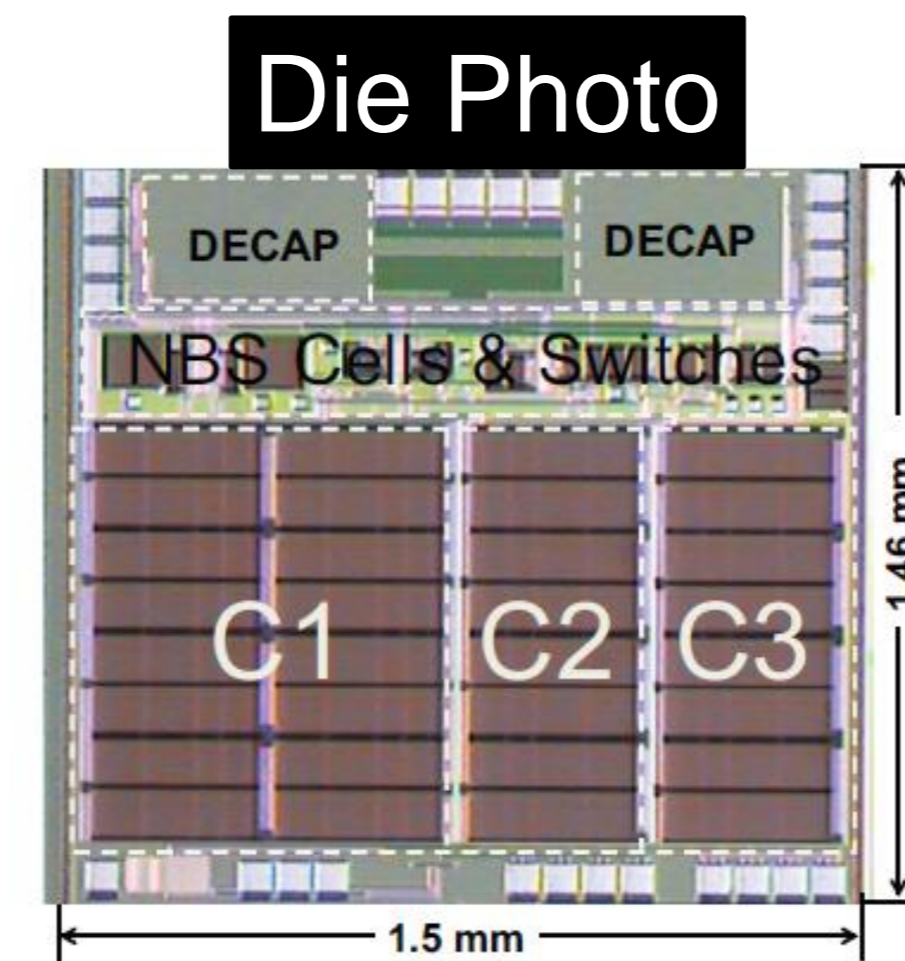 Die Photo
DECAP
DECAP
NBS Cells & Switches
C1
C2
C3
1.46 mm
1.5 mm